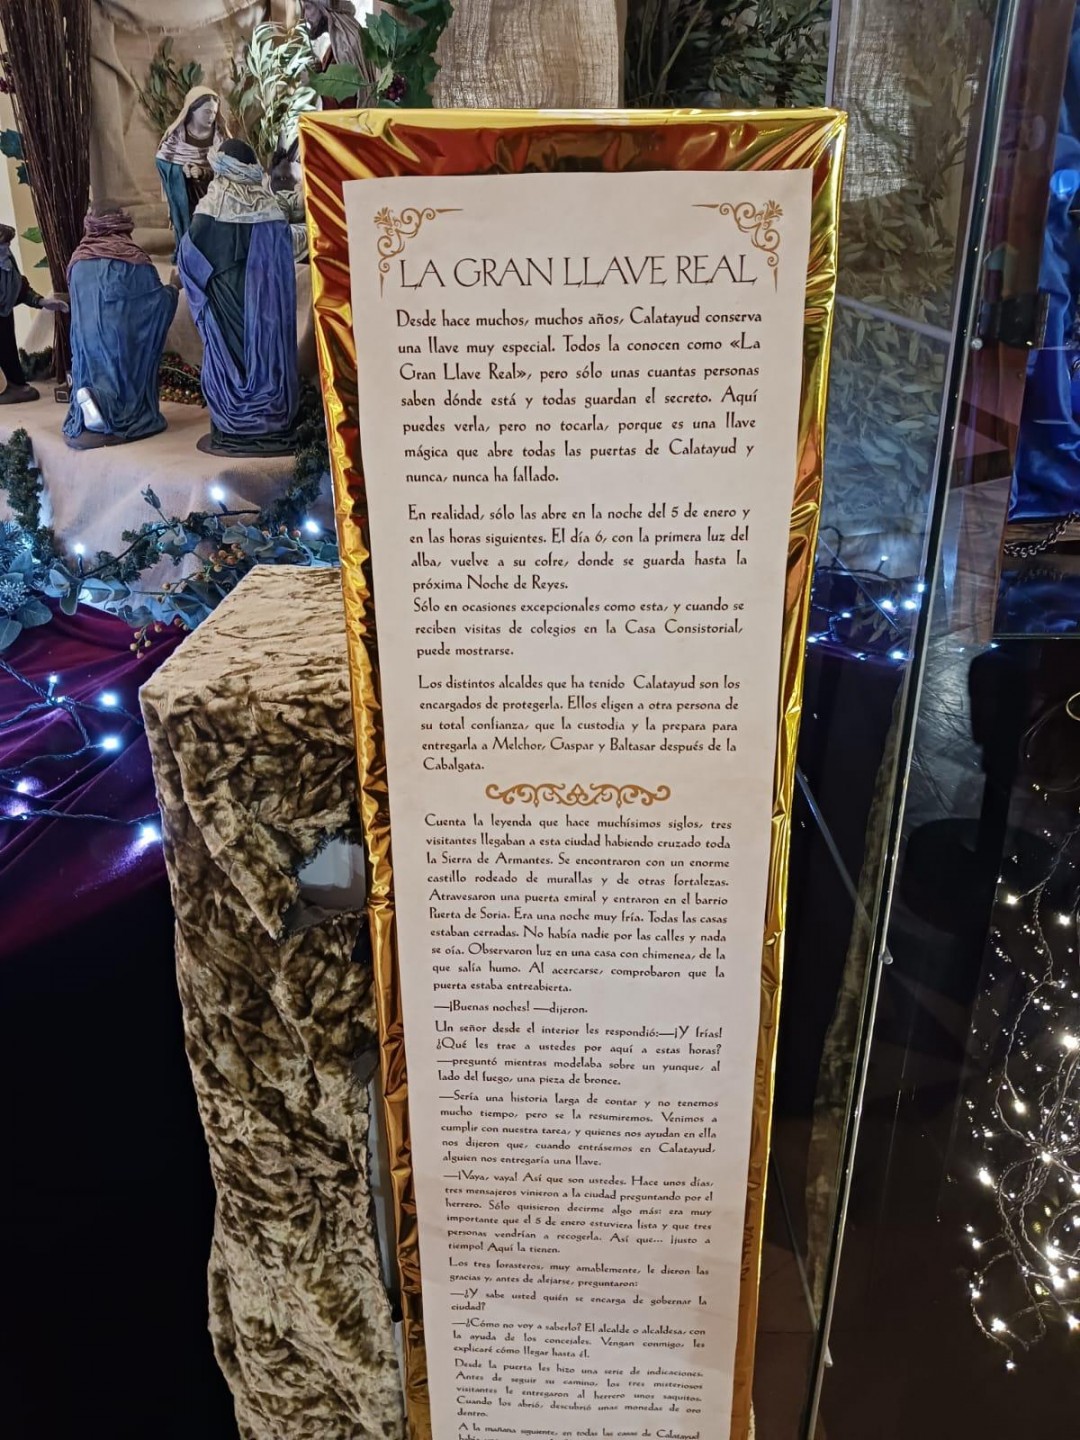 LA GRAN LLAVE REAL
Desde hace muchos, muchos años, Calatayud conserva
una llave muy especial. Todos la conocen como «La
Gran Llave Real», pero sólo unas cuantas personas
saben dónde está y todas guardan el secreto. Aquí
puedes verla, pero no tocarla, porque es una llave
mágica que abre todas las puertas de Calatayud y
nunca, nunca ha fallado.
En realidad, sólo las abre en la noche del 5 de enero y
en las horas siguientes. El día 6, con la primera luz del
alba, vuelve a su cofre, donde se guarda hasta la
próxima Noche de Reyes.
Sólo en ocasiones excepcionales como esta, y cuando se
reciben visitas de colegios en la Casa Consistorial,
puede mostrarse.
Los distintos alcaldes que ha tenido Calatayud son los
encargados de protegerla. Ellos eligen a otra persona de
su total confianza, que la custodia y la prepara para
entregarla a Melchor, Gaspar y Baltasar después de la
Cabalgata.
Cuenta la leyenda que hace muchísimos siglos, tres
visitantes llegaban a esta ciudad habiendo cruzado toda
la Sierra de Armantes. Se encontraron con un enorme
castillo rodeado de murallas y de otras fortalezas.
Atravesaron una puerta emiral y entraron en el barrio
Puerta de Soria. Era una noche muy fría. Todas las casas
estaban cerradas. No había nadie por las calles y nada
se oía. Observaron luz en una casa con chimenea, de la
que salía humo. Al acercarse, comprobaron que la
puerta estaba entreabierta.
—¡Buenas noches! —dijeron.
Un señor desde el interior les respondió:—¡Y frías!
¿Qué les trae a ustedes por aquí a estas horas?
—preguntó mientras modelaba sobre un yunque, al
lado del fuego, una pieza de bronce.
—Sería una historia larga de contar y no tenemos
mucho tiempo, pero se la resumiremos. Venimos a
cumplir con nuestra tarea, y quienes nos ayudan en ella
nos dijeron que, cuando entrásemos en Calatayud,
alguien nos entregaría una llave.
—¡Vaya, vaya! Así que son ustedes. Hace unos días,
tres mensajeros vinieron a la ciudad preguntando por el
herrero. Sólo quisieron decirme algo más: era muy
importante que el 5 de enero estuviera lista y que tres
personas vendrían a recogerla. Así que... ¡justo a
tiempo! Aquí la tienen.
Los tres forasteros, muy amablemente, le dieron las
gracias y, antes de alejarse, preguntaron:
—¿Y sabe usted quién se encarga de gobernar la
ciudad?
—¿Cómo no voy a saberlo? El alcalde o alcaldesa, con
la ayuda de los concejales. Vengan conmigo, les
explicaré cómo llegar hasta él.
Desde la puerta les hizo una serie de indicaciones.
Antes de seguir su camino, los tres misteriosos
visitantes le entregaron al herrero unos saquitos.
Cuando los abrió, descubrió unas monedas de oro
dentro.
A la mañana siguiente, en todas las casas de Calatayud